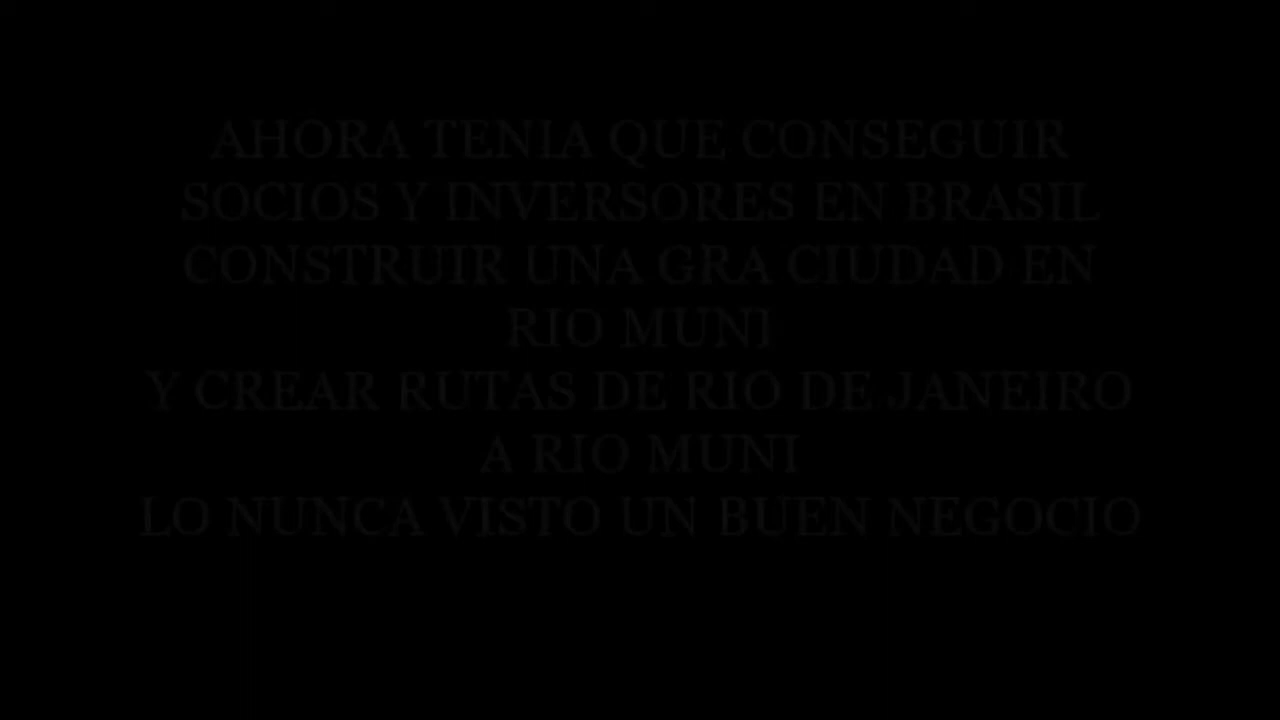 AHORA TENIA QUE CONSEGUIR
SOCIOS Y INVERSORES EN BRASIL
CONSTRUIR UNA GRA CIUDAD EN
RIO MUNI
Y CREAR RUTAS DE RIO DE JANEIRO
A RIO MUNI
LO NUNCA VISTO UN BUEN NEGOCIO